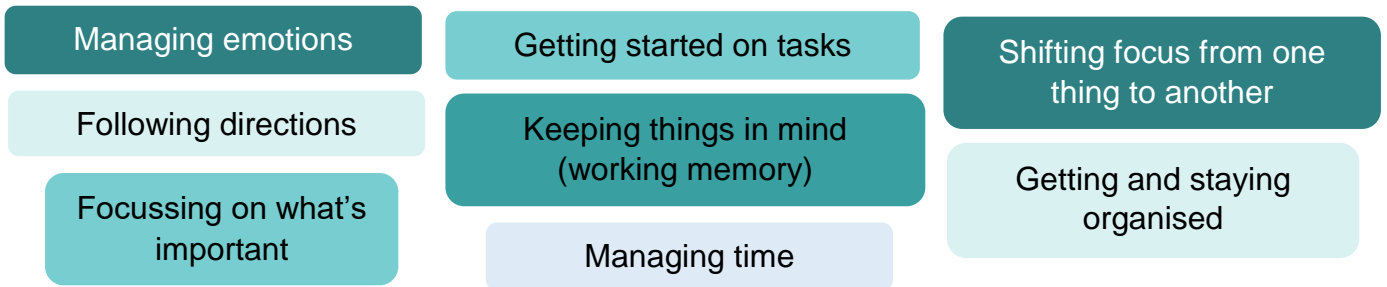 Managing emotions
Following directions
Focussing on what's
important
Getting started on tasks
Keeping things in mind
(working memory)
Managing time
Shifting focus from one
thing to another
Getting and staying
organised